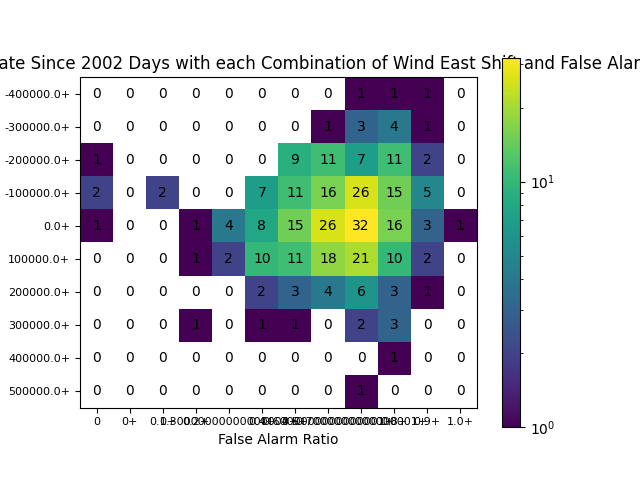 ate Since 2002 Days with each Combination of Wind East Shift and False Alar
-400000.0+ 0 0 0 0 0 0 0 0 1 1 1 0
-300000.0+ 0 0 0 0 0 0 0 1 3 4 1 0
-200000.0+ 1 0 0 0 0 0 9 11 7 11 2 0
-100000.0+ 2 0 2 0 0 7 11 16 26 15 5 0
0.0+ 1 0 0 1 4 8 15 26 32 16 3 1
100000.0+ 0 0 0 1 2 10 11 18 21 10 2 0
200000.0+ 0 0 0 0 0 2 3 4 6 3 1 0
300000.0+ 0 0 0 1 0 1 1 0 2 3 0 0
400000.0+ 0 0 0 0 0 0 0 0 0 1 0 0
500000.0+ 0 0 0 0 0 0 0 0 1 0 0 0
0 0+ 1.0+
False Alarm Ratio
10¹
10⁰